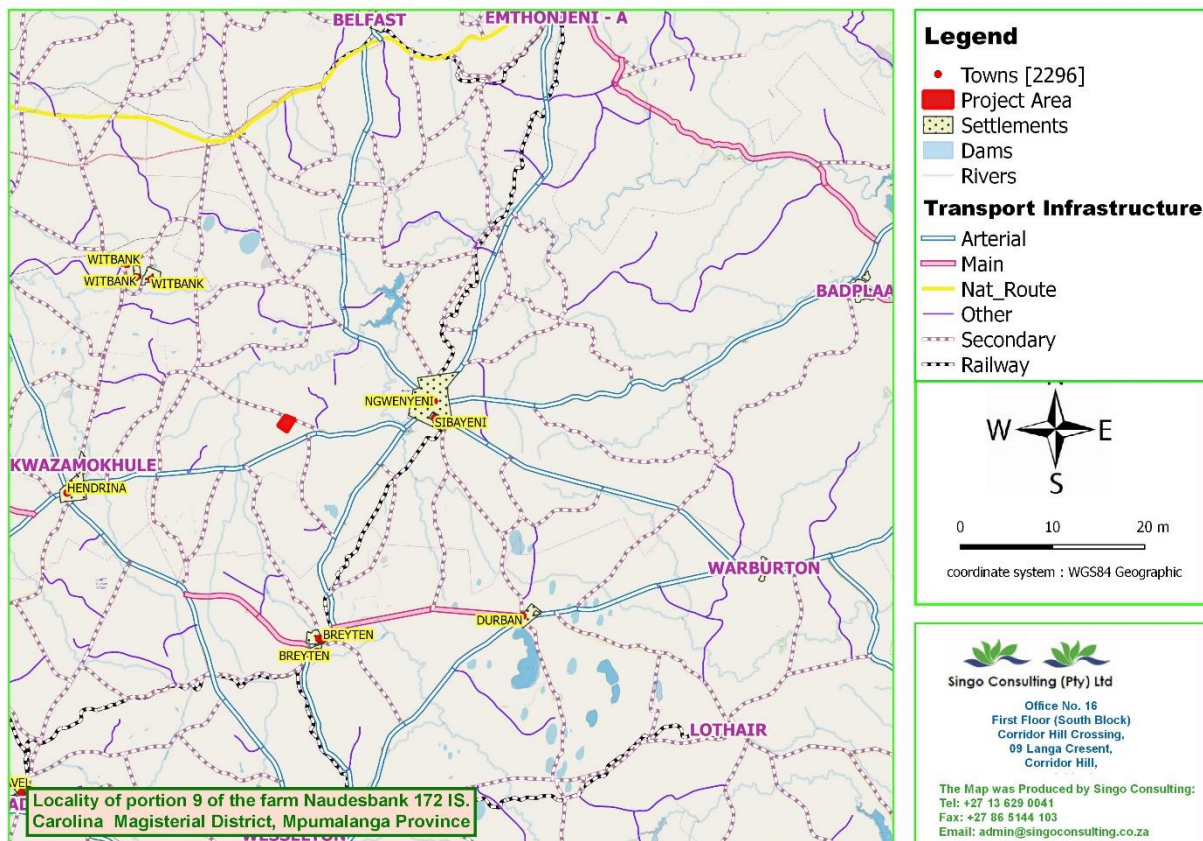 BELFAST
EMTHONJENI - A
WITBANK
WITBANK
WITBANK
BADPLAA
NGWENYENI
SIBAYENI
KWAZAMOKHULE
HENDRINA
WARBURTON
DURBAN
BREYTEN
BREYTEN
LOTHAIR
AVEL
AD
WESSELTON
Locality of portion 9 of the farm Naudesbank 172 IS.
Carolina Magisterial District, Mpumalanga Province
Legend
Towns [2296]
Project Area
Settlements
Dams
Rivers
Transport Infrastructure
Arterial
Main
Nat_Route
Other
Secondary
Railway
W E
S
0 10 20 m
coordinate system : WGS84 Geographic
Singo Consulting (Pty) Ltd
Office No. 16
First Floor (South Block)
Corridor Hill Crossing,
09 Langa Cresent,
Corridor Hill,
The Map was Produced by Singo Consulting:
Tel: +27 13 629 0041
Fax: +27 86 5144 103
Email: admin@singoconsulting.co.za